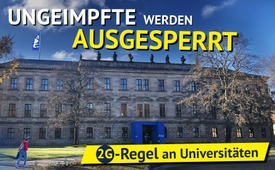 UNGEIMPFTE WERDEN
AUSGESPERRT
2G-Regel an Universitäten